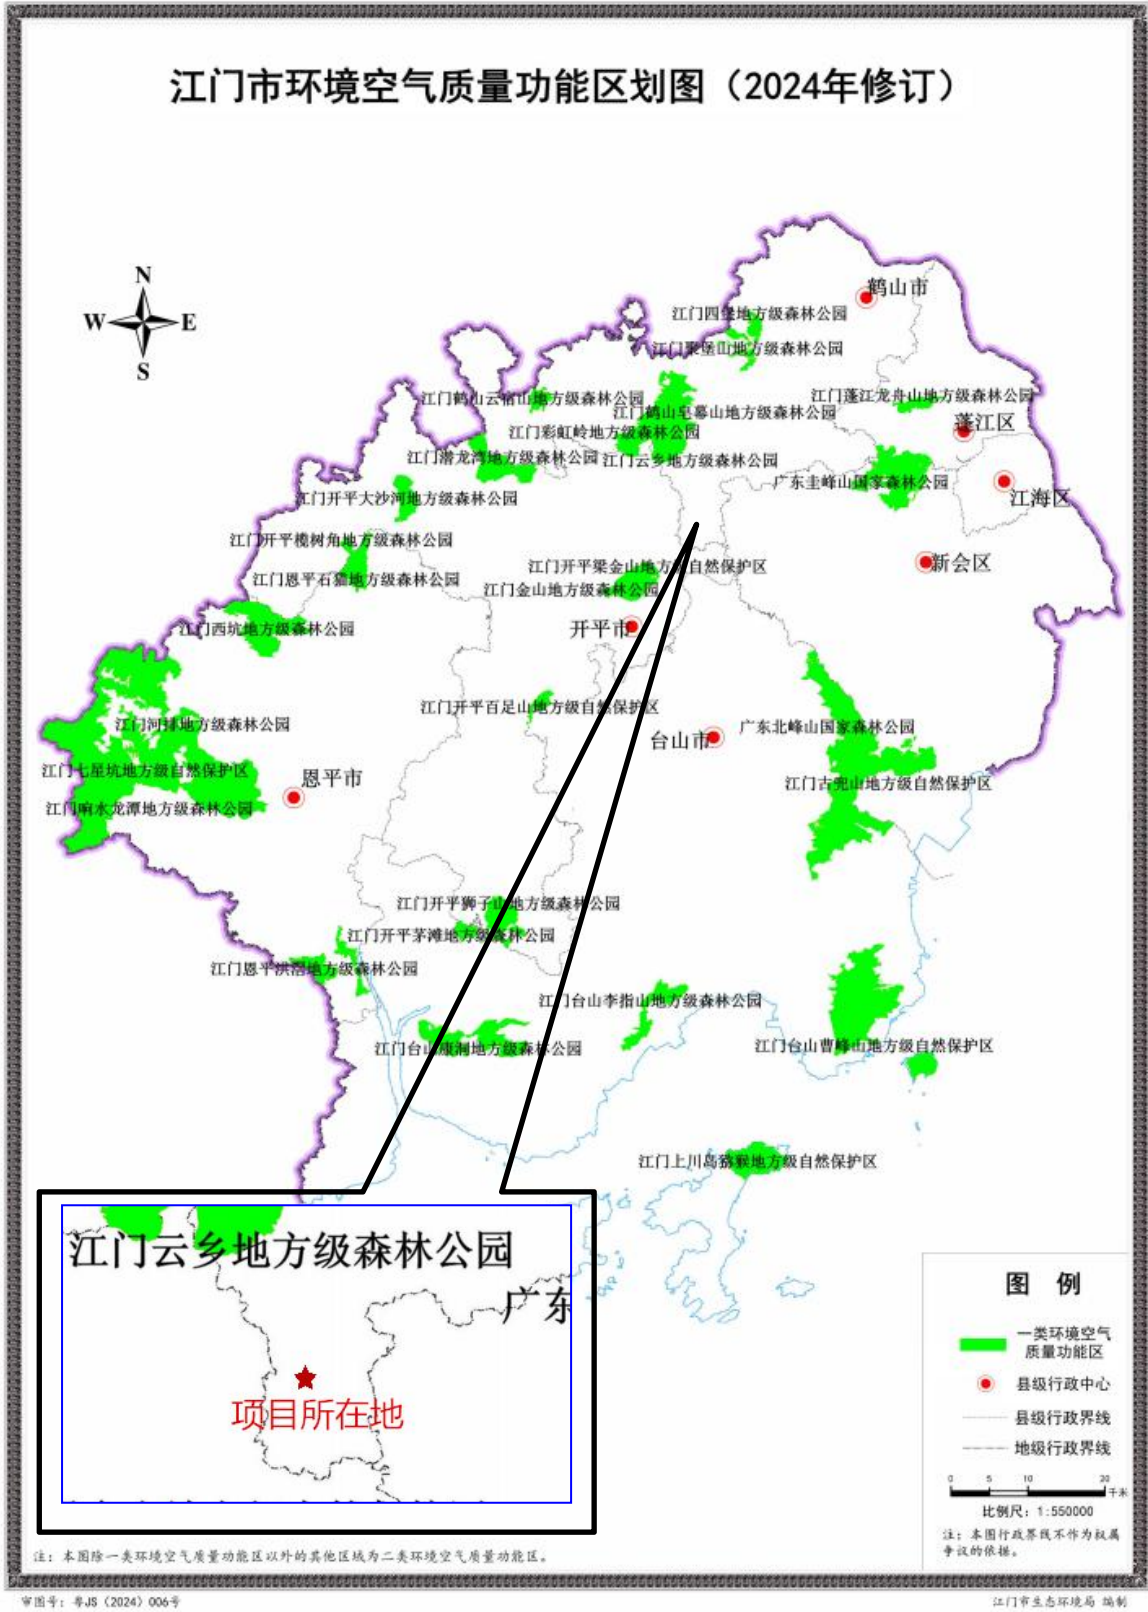 江门市环境空气质量功能区划图（2024年修订）
N
W
E
S
鹤山市
江门四堡地方级森林公园
江门聚堡山地方级森林公园
江门鹤山云宿山地方级森林公园
江门蓬江龙舟山地方级森林公园
江门鹤山皂幕山地方级森林公园
蓬江区
江门彩虹岭地方级森林公园
江门潜龙湾地方级森林公园
江门云乡地方级森林公园
广东圭峰山国家森林公园
江门开平大沙河地方级森林公园
江海区
江门开平榄树角地方级森林公园
新会区
江门开平梁金山地方级自然保护区
江门恩平石猫地方级森林公园
江门金山地方级森林公园
江门西坑地方级森林公园
开平市
江门开平百足山地方级自然保护区
江门河排地方级森林公园
广东北峰山国家森林公园
台山市
江门七星坑地方级自然保护区
恩平市
江门古兜山地方级自然保护区
江门响水龙潭地方级森林公园
江门开平狮子山地方级森林公园
江门开平茅滩地方级森林公园
江门恩平洪滘地方级森林公园
江门台山李指山地方级森林公园
江门台山康洞地方级森林公园
江门台山曹峰山地方级自然保护区
江门上川岛猕猴地方级自然保护区
江门云乡地方级森林公园
广东
项目所在地
图 例
一类环境空气
质量功能区
县级行政中心
县级行政界线
地级行政界线
0 5 10 20
千米
比例尺：1:550000
注：本图行政界线不作为权属
争议的依据。
注：本图除一类环境空气质量功能区以外的其他区域为二类环境空气质量功能区。
审图号：粤JS（2024）006号
江门市生态环境局 编制